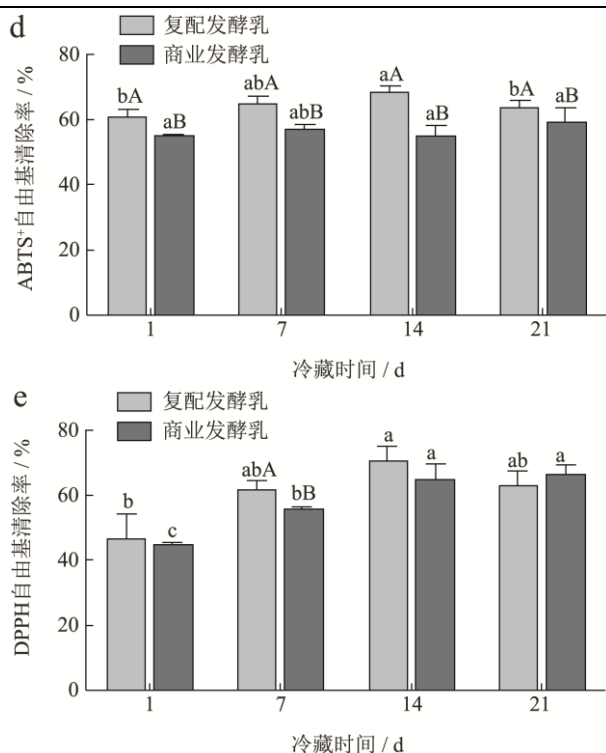 d
复配发酵乳
商业发酵乳
ABTS⁺自由基清除率 / %
80
60
40
20
0
bA
aB
abA
abB
aA
aB
bA
aB
1
7
14
21
冷藏时间 / d
e
复配发酵乳
商业发酵乳
DPPH自由基清除率 / %
80
60
40
20
0
b
c
abA
bB
a
a
ab
a
1
7
14
21
冷藏时间 / d